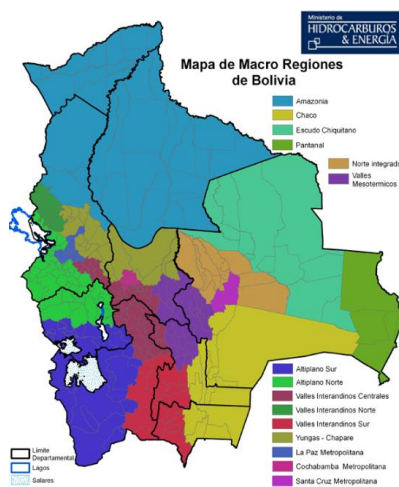 Ministerio de
HIDROCARBUROS
& ENERGÍA
Mapa de Macro Regiones
de Bolivia
Amazonia
Chaco
Escudo Chiquitano
Pantanal
Norte integrado
Valles
Mesotermicos
Altiplano Sur
Altiplano Norte
Valles Interandinos Centrales
Valles Interandinos Norte
Valles Interandinos Sur
Yungas - Chapare
La Paz Metropolitana
Cochabamba Metropolitana
Santa Cruz Metropolitana
Límite
Departamental
Lagos
Salares